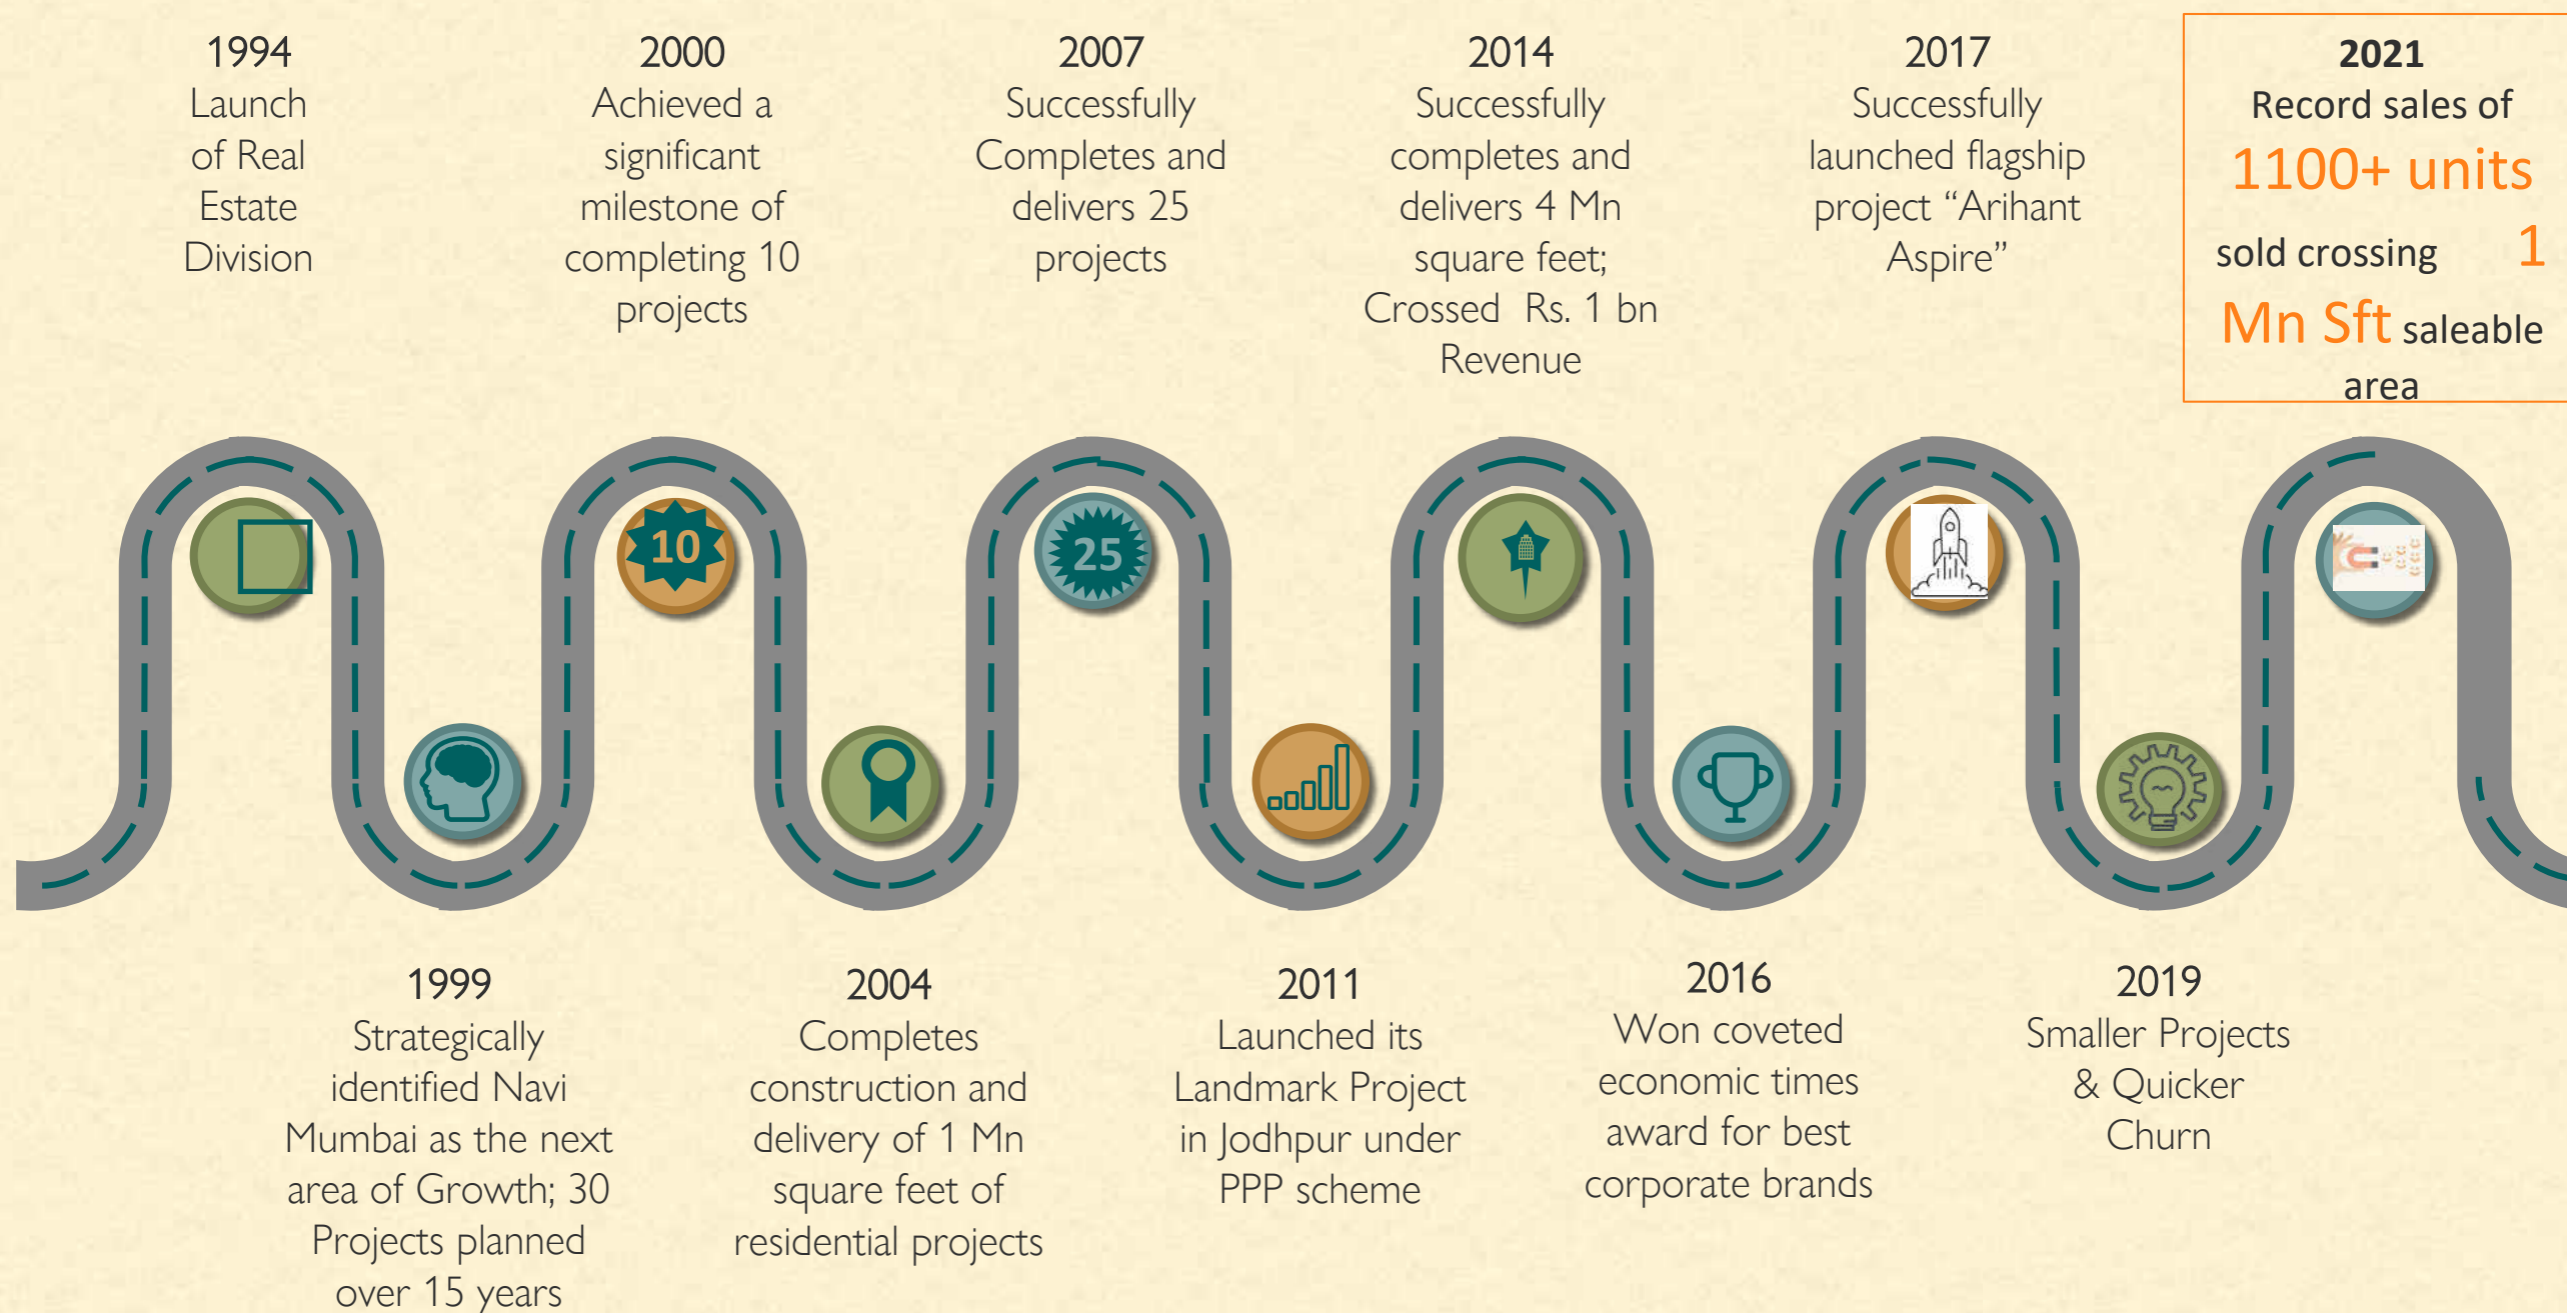 1994
Launch
of Real
Estate
Division
2000
Achieved a
significant
milestone of
completing 10
projects
2007
Successfully
Completes and
delivers 25
projects
2014
Successfully
completes and
delivers 4 Mn
square feet;
Crossed Rs. 1 bn
Revenue
2017
Successfully
launched flagship
project “Arihant
Aspire”
2021
Record sales of
1100+ units
sold crossing 1
Mn Sft saleable
area
10
25
1999
Strategically
identified Navi
Mumbai as the next
area of Growth; 30
Projects planned
over 15 years
2004
Completes
construction and
delivery of 1 Mn
square feet of
residential projects
2011
Launched its
Landmark Project
in Jodhpur under
PPP scheme
2016
Won coveted
economic times
award for best
corporate brands
2019
Smaller Projects
& Quicker
Churn